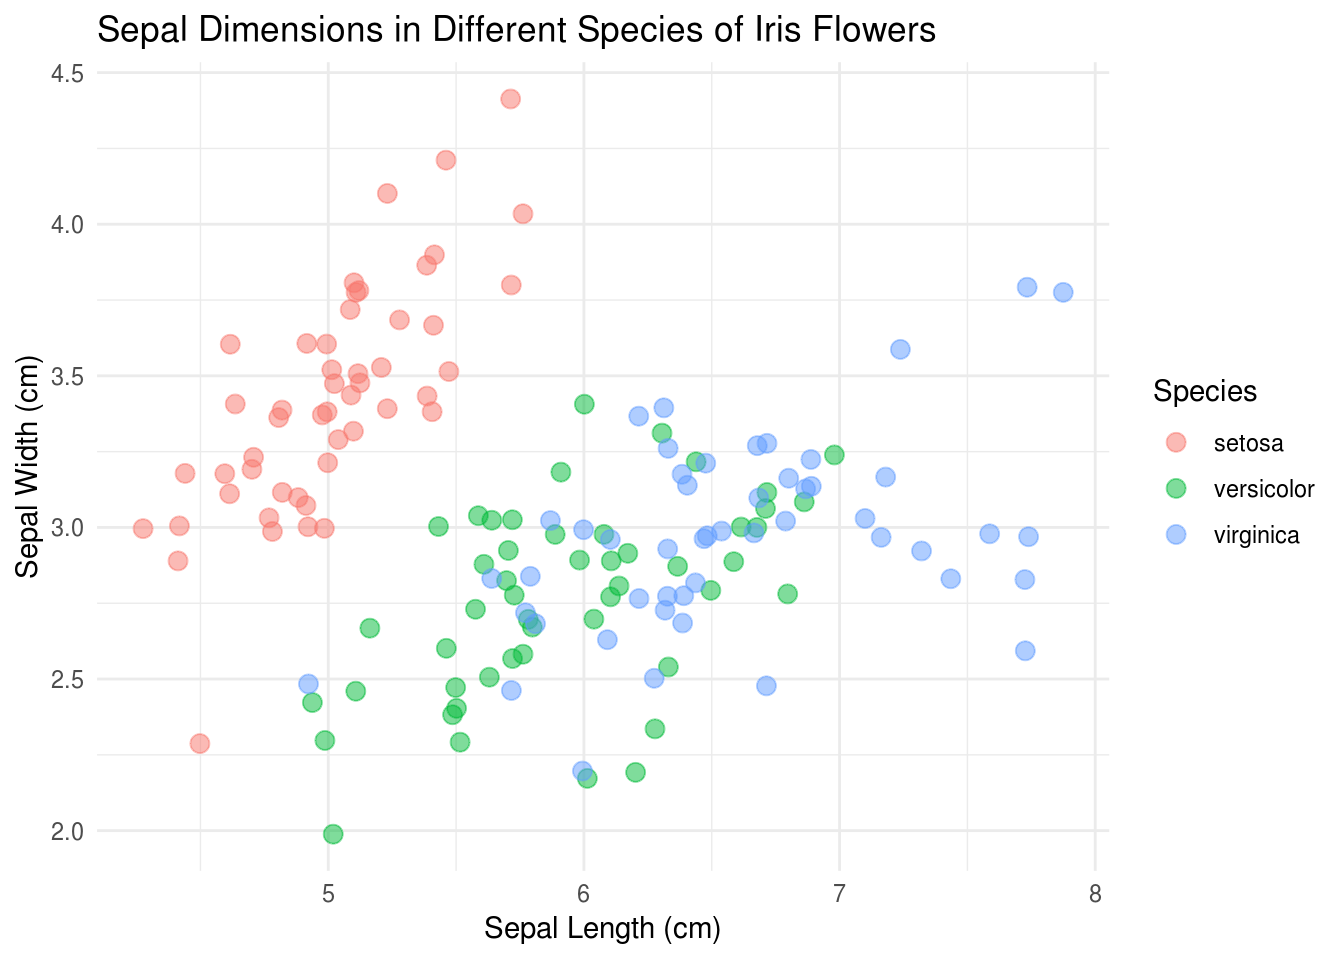 Sepal Dimensions in Different Species of Iris Flowers
4.5
4.0
3.5
3.0
2.5
2.0
Sepal Width (cm)
5 6 7 8
Sepal Length (cm)
Species
setosa
versicolor
virginica